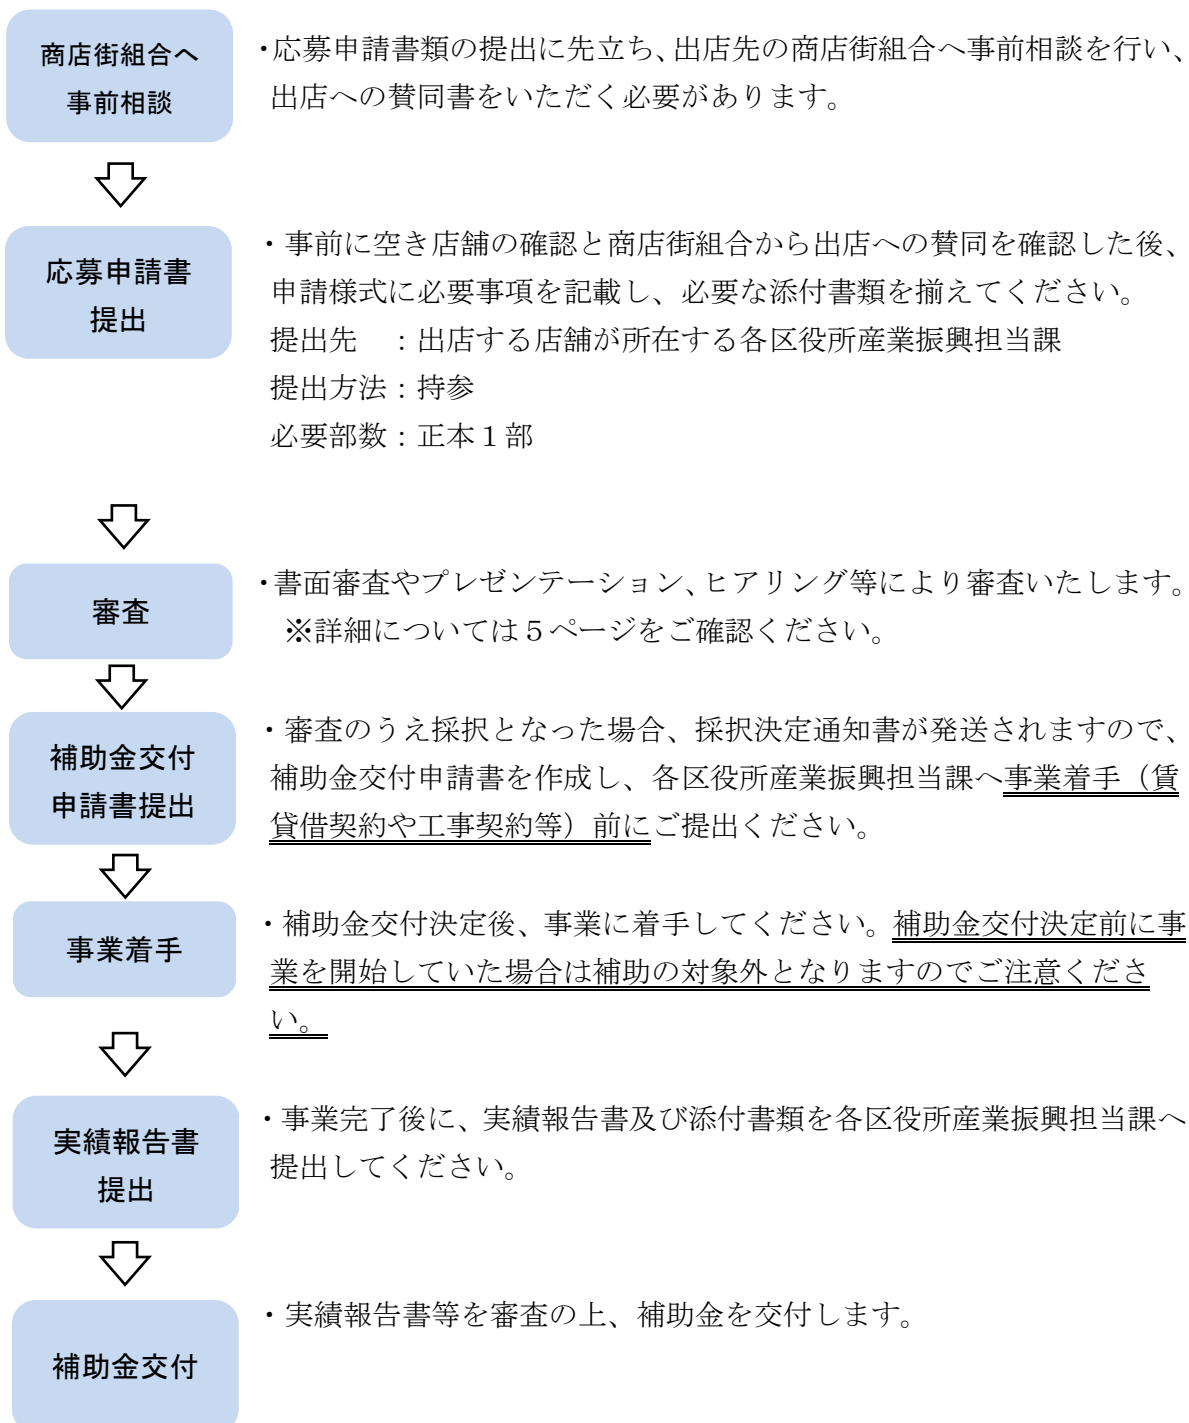 商店街組合へ
事前相談
・応募申請書類の提出に先立ち、出店先の商店街組合へ事前相談を行い、
出店への賛同書をいただく必要があります。
応募申請書
提出
・事前に空き店舗の確認と商店街組合から出店への賛同を確認した後、
申請様式に必要事項を記載し、必要な添付書類を揃えてください。
提出先　：出店する店舗が所在する各区役所産業振興担当課
提出方法：持参
必要部数：正本１部
審査
・書面審査やプレゼンテーション、ヒアリング等により審査いたします。
※詳細については５ページをご確認ください。
補助金交付
申請書提出
・審査のうえ採択となった場合、採択決定通知書が発送されますので、
補助金交付申請書を作成し、各区役所産業振興担当課へ事業着手（賃
貸借契約や工事契約等）前にご提出ください。
事業着手
・補助金交付決定後、事業に着手してください。補助金交付決定前に事
業を開始していた場合は補助の対象外となりますのでご注意くださ
い。
実績報告書
提出
・事業完了後に、実績報告書及び添付書類を各区役所産業振興担当課へ
提出してください。
補助金交付
・実績報告書等を審査の上、補助金を交付します。